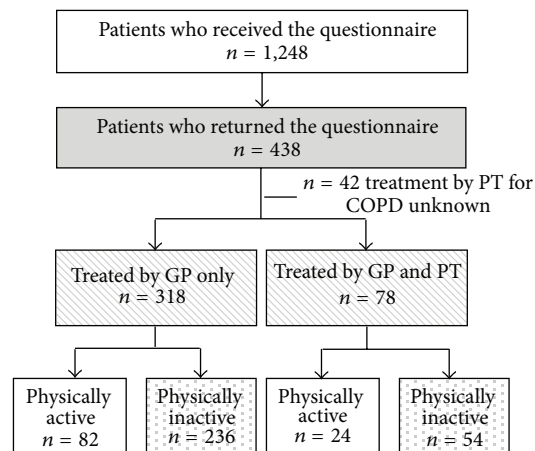 Patients who received the questionnaire
n = 1,248
Patients who returned the questionnaire
n = 438
n = 42 treatment by PT for
COPD unknown
Treated by GP only
n = 318
Treated by GP and PT
n = 78
Physically
active
n = 82
Physically
inactive
n = 236
Physically
active
n = 24
Physically
inactive
n = 54